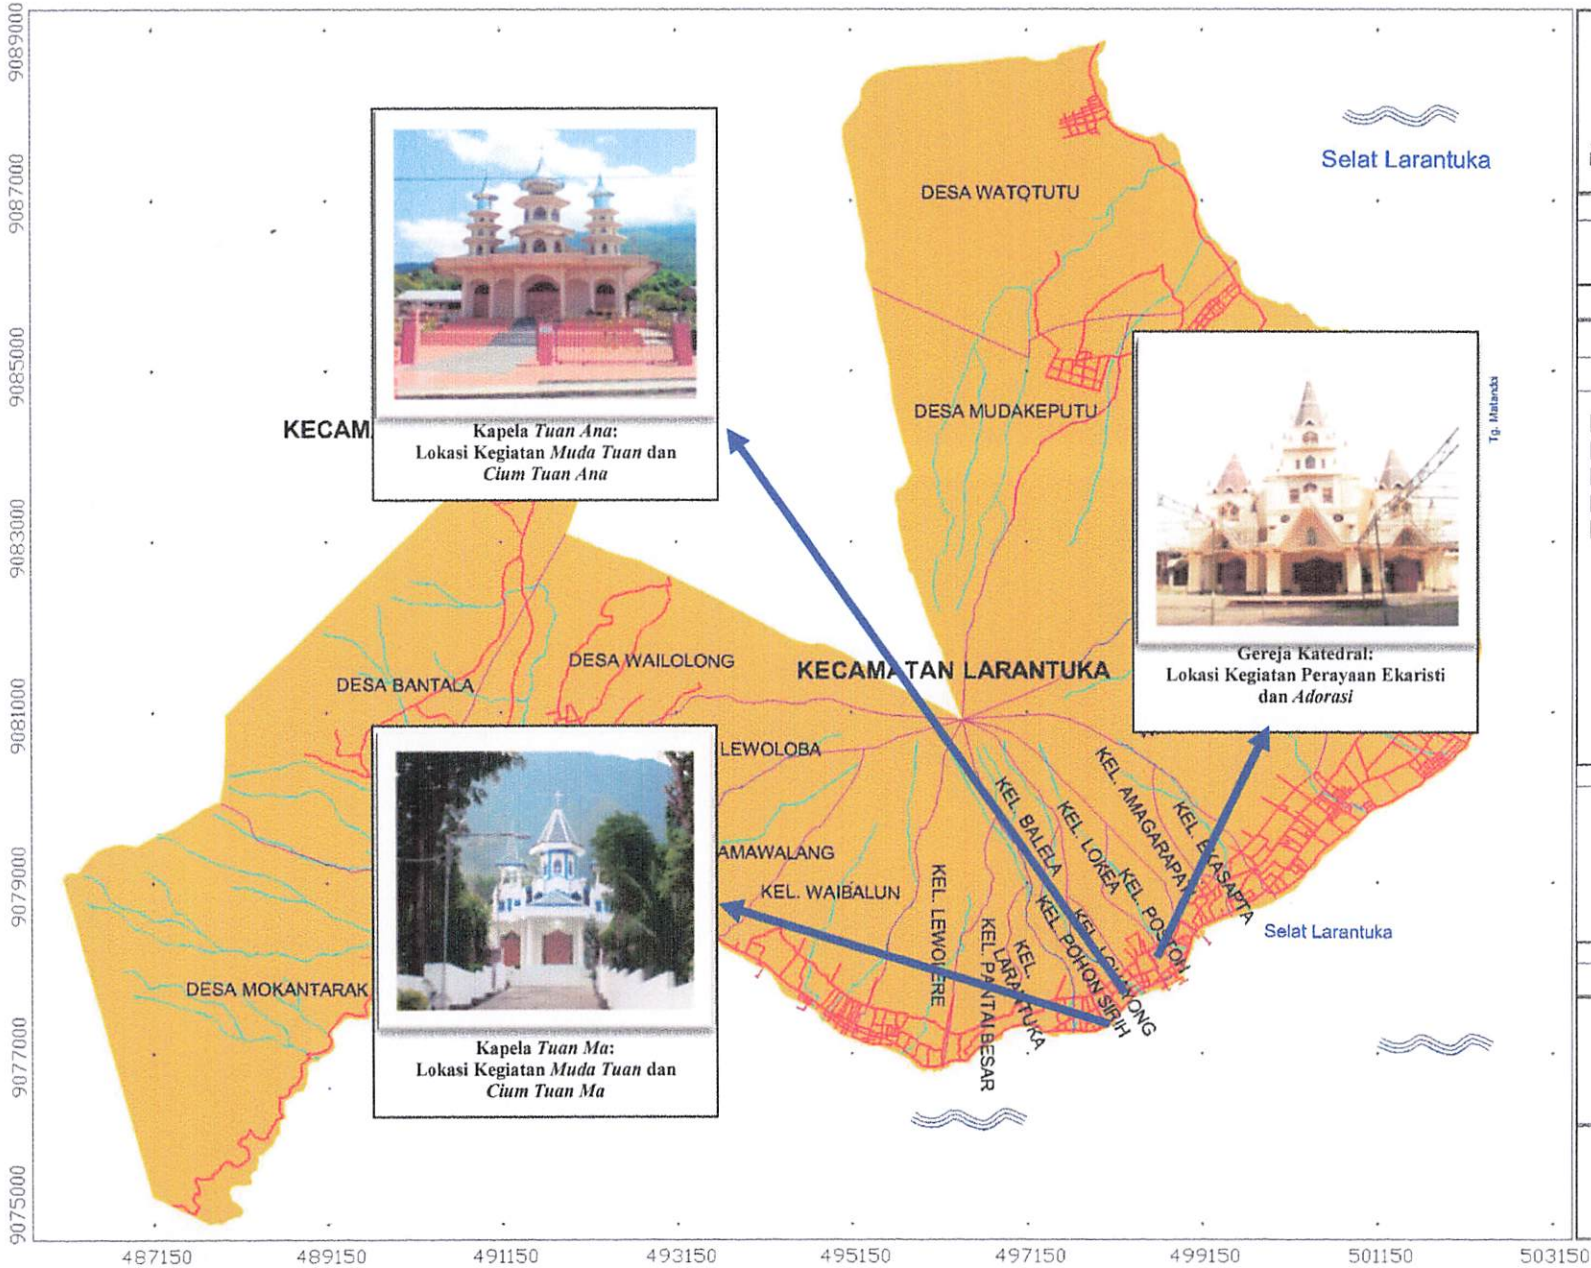 9089000
9087000
9085000
9083000
9081000
9079000
9077000
9075000
Selat Larantuka
DESA WATOTUTU
DESA MUDAKEPUTU
Tg. Matandoi
KECAM
Kapela Tuan Ana:
Lokasi Kegiatan Muda Tuan dan
Cium Tuan Ana
Gereja Katedral:
Lokasi Kegiatan Perayaan Ekaristi
dan Adorasi
DESA WAILOLONG
KECAMATAN LARANTUKA
DESA BANTALA
LEWOLOBA
KEL. AMAGARAPATI
KEL. BALELA
KEL. LOKEA
KEL. EKASAPTA
AMAWALANG
KEL. WAIBALUN
KEL. LEWOLERE
KEL. POSTOH
KEL. POHON SIRIH
KEL. PANTAI BESAR
KEL.
LARANTUKA
Selat Larantuka
DESA MOKANTARAK
Kapela Tuan Ma:
Lokasi Kegiatan Muda Tuan dan
Cium Tuan Ma
487150
489150
491150
493150
495150
497150
499150
501150
503150